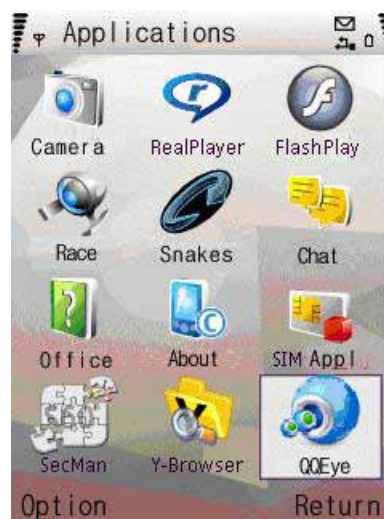 Applications
Camera RealPlayer FlashPlay
Race Snakes Chat
Office About SIM Appl
SecMan Y-Browser QQEye
Option Return